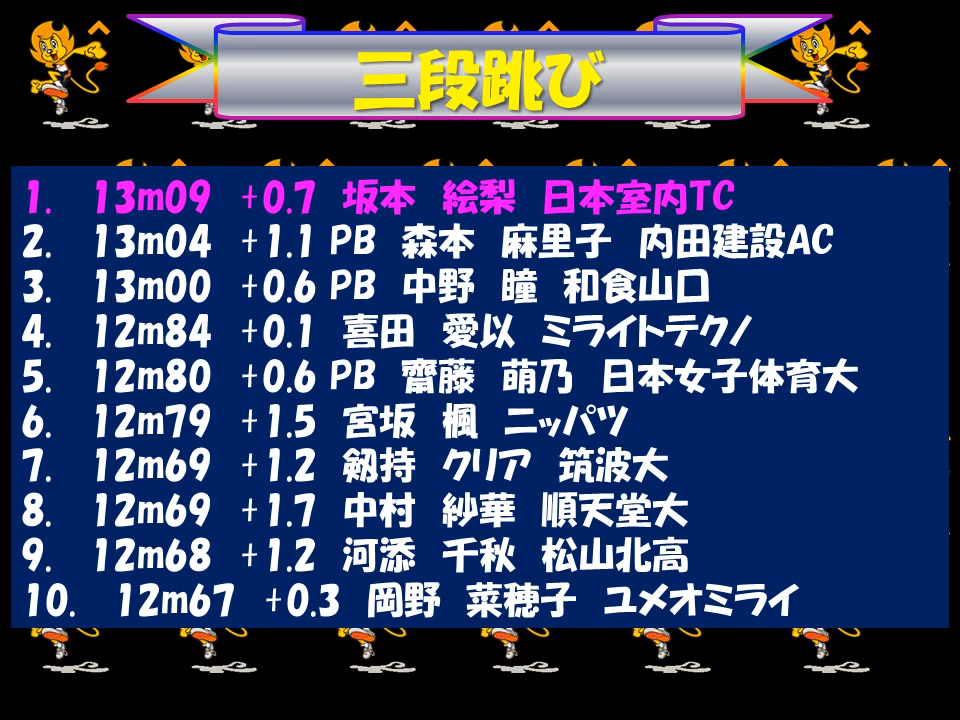 三段跳び
1. 13m09 +0.7 坂本 絵梨 日本室内TC
2. 13m04 +1.1 PB 森本 麻里子 内田建設AC
3. 13m00 +0.6 PB 中野 瞳 和食山口
4. 12m84 +0.1 喜田 愛以 ミライトテクノ
5. 12m80 +0.6 PB 齋藤 萌乃 日本女子体育大
6. 12m79 +1.5 宮坂 楓 ニッパツ
7. 12m69 +1.2 剱持 クリア 筑波大
8. 12m69 +1.7 中村 紗華 順天堂大
9. 12m68 +1.2 河添 千秋 松山北高
10. 12m67 +0.3 岡野 菜穂子 ユメオミライ